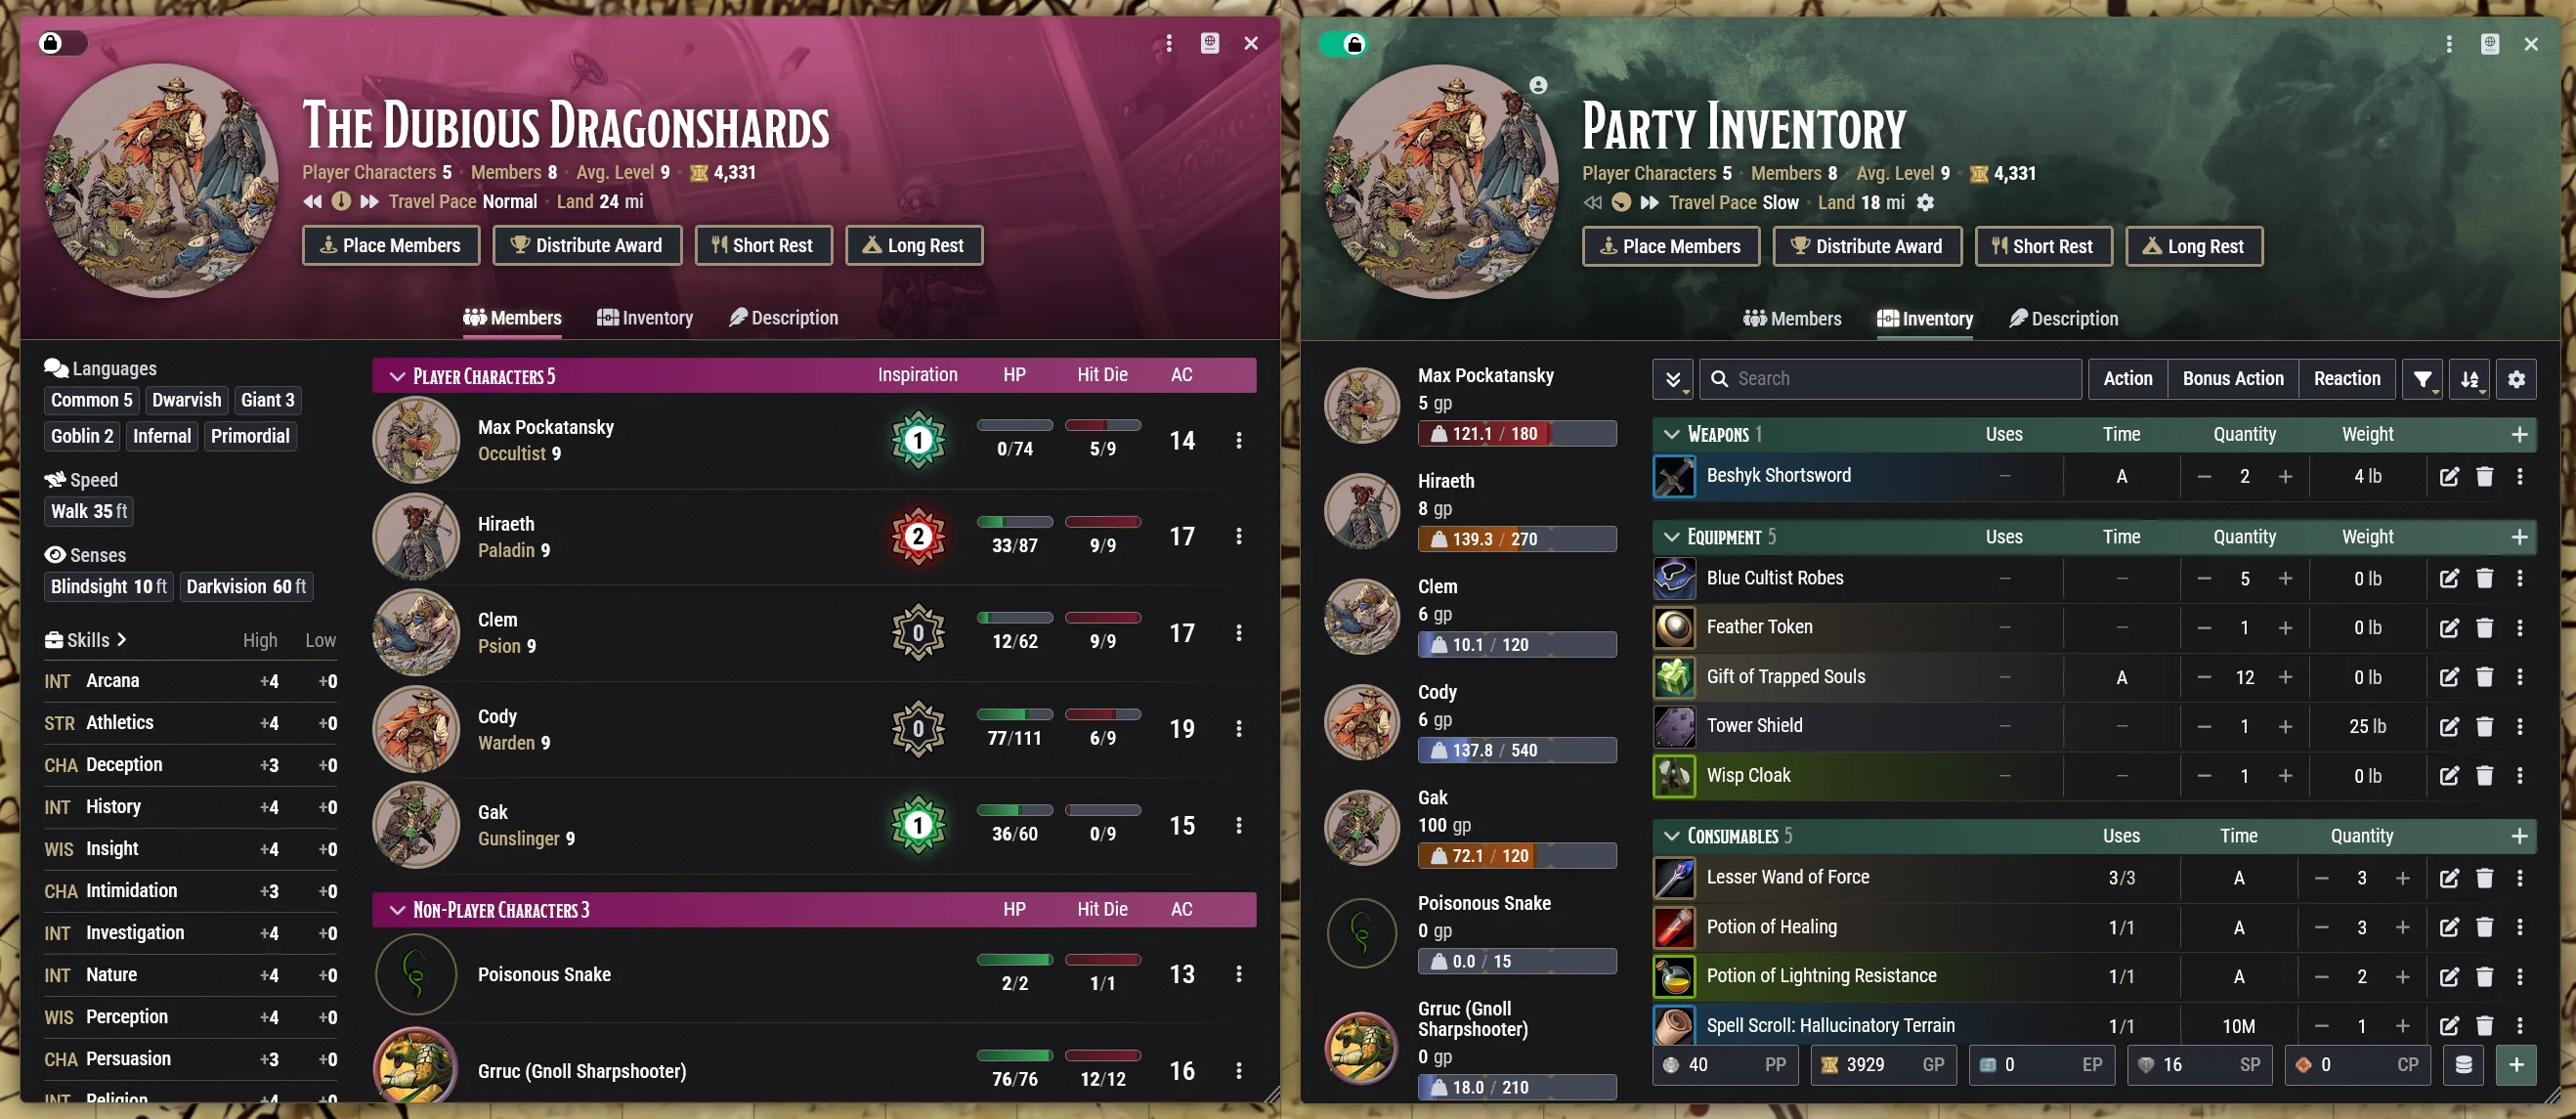 The Dubious Dragonshards
Player Characters 5 · Members 8 · Avg. Level 9 · 4,331
Travel Pace Normal · Land 24 mi
Place Members Distribute Award Short Rest Long Rest
Members Inventory Description
Languages
Common 5 Dwarvish Giant 3
Goblin 2 Infernal Primordial
Speed
Walk 35 ft
Senses
Blindsight 10 ft Darkvision 60 ft
Skills High Low
INT Arcana +4 +0
STR Athletics +4 +0
CHA Deception +3 +0
INT History +4 +0
WIS Insight +4 +0
CHA Intimidation +3 +0
INT Investigation +4 +0
INT Nature +4 +0
WIS Perception +4 +0
CHA Persuasion +3 +0
INT Religion +4 +0
Player Characters 5 Inspiration HP Hit Die AC
Max Pockatansky
Occultist 9
1 0/74 5/9 14
Hiraeth
Paladin 9
2 33/87 9/9 17
Clem
Psion 9
0 12/62 9/9 17
Cody
Warden 9
0 77/111 6/9 19
Gak
Gunslinger 9
1 36/60 0/9 15
Non-Player Characters 3 HP Hit Die AC
Poisonous Snake 2/2 1/1 13
Grruc (Gnoll Sharpshooter) 76/76 12/12 16
Party Inventory
Player Characters 5 · Members 8 · Avg. Level 9 · 4,331
Travel Pace Slow · Land 18 mi
Place Members Distribute Award Short Rest Long Rest
Members Inventory Description
Max Pockatansky
5 gp
121.1 / 180
Hiraeth
8 gp
139.3 / 270
Clem
6 gp
10.1 / 120
Cody
6 gp
137.8 / 540
Gak
100 gp
72.1 / 120
Poisonous Snake
0 gp
0.0 / 15
Grruc (Gnoll
Sharpshooter)
0 gp
18.0 / 210
Search Action Bonus Action Reaction
Weapons 1 Uses Time Quantity Weight
Beshyk Shortsword – A 2 4 lb
Equipment 5 Uses Time Quantity Weight
Blue Cultist Robes – – 5 0 lb
Feather Token – – 1 0 lb
Gift of Trapped Souls – A 12 0 lb
Tower Shield – – 1 25 lb
Wisp Cloak – – 1 0 lb
Consumables 5 Uses Time Quantity
Lesser Wand of Force 3/3 A 3
Potion of Healing 1/1 A 3
Potion of Lightning Resistance 1/1 A 2
Spell Scroll: Hallucinatory Terrain 1/1 10M 1
40 PP 3929 GP 0 EP 16 SP 0 CP